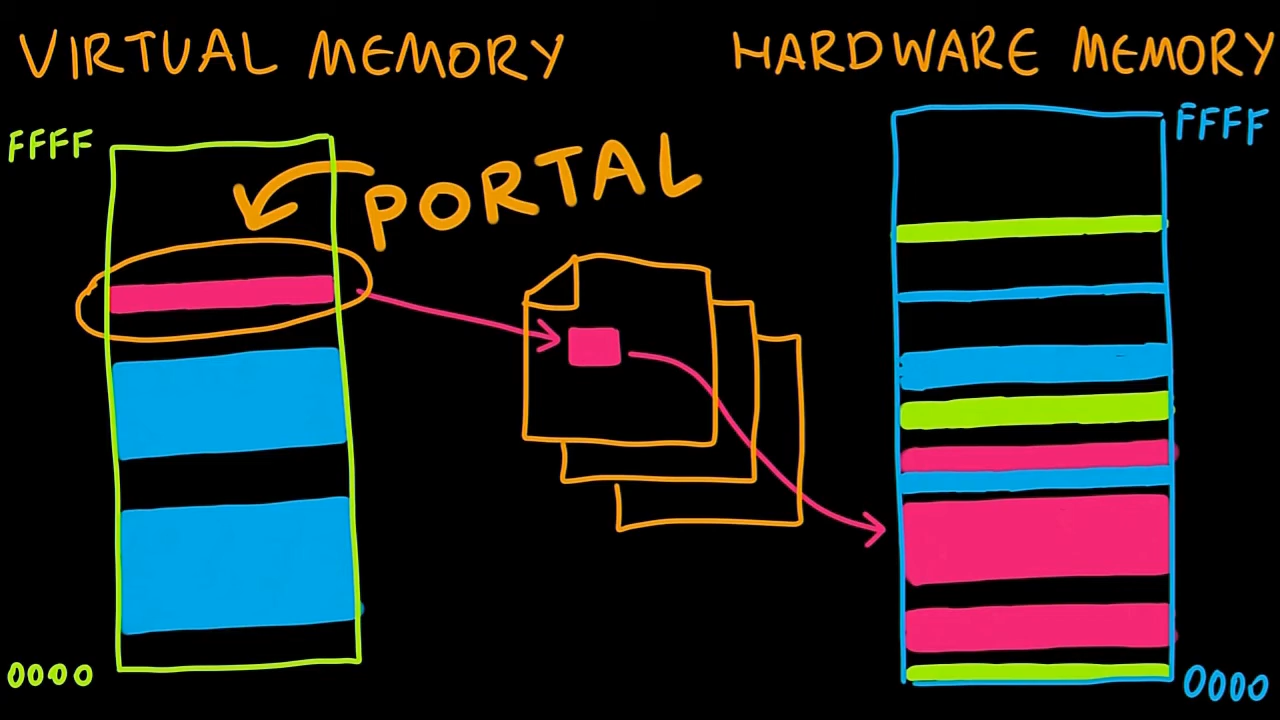 VIRTUAL MEMORY
HARDWARE MEMORY
FFFF
FFFF
PORTAL
0000
0000